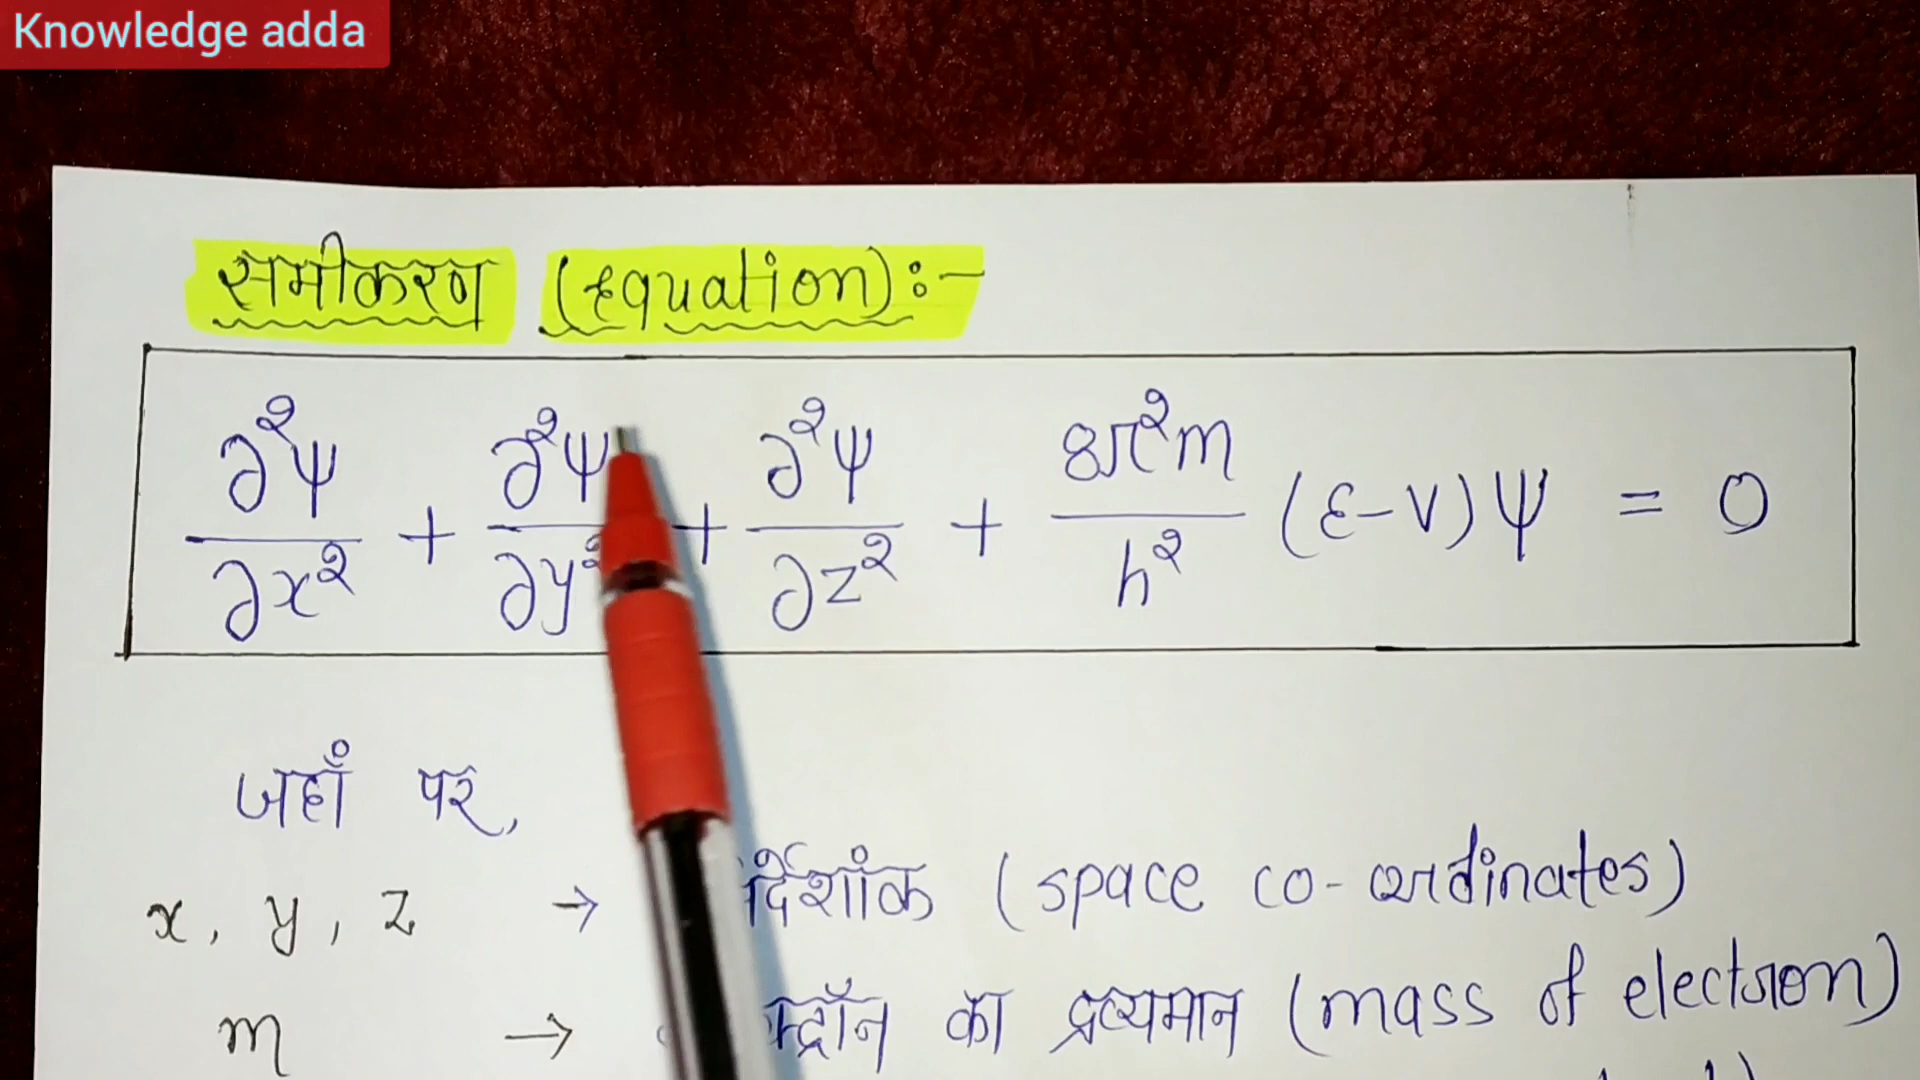 Knowledge adda
समीकरण (Equation):-
∂²ψ/∂x² + ∂²ψ/∂y² + ∂²ψ/∂z² + 8π²m/h² (E-V)ψ = 0
जहाँ पर,
x, y, z → (space co-ordinates)
m → का द्रव्यमान (mass of electron)